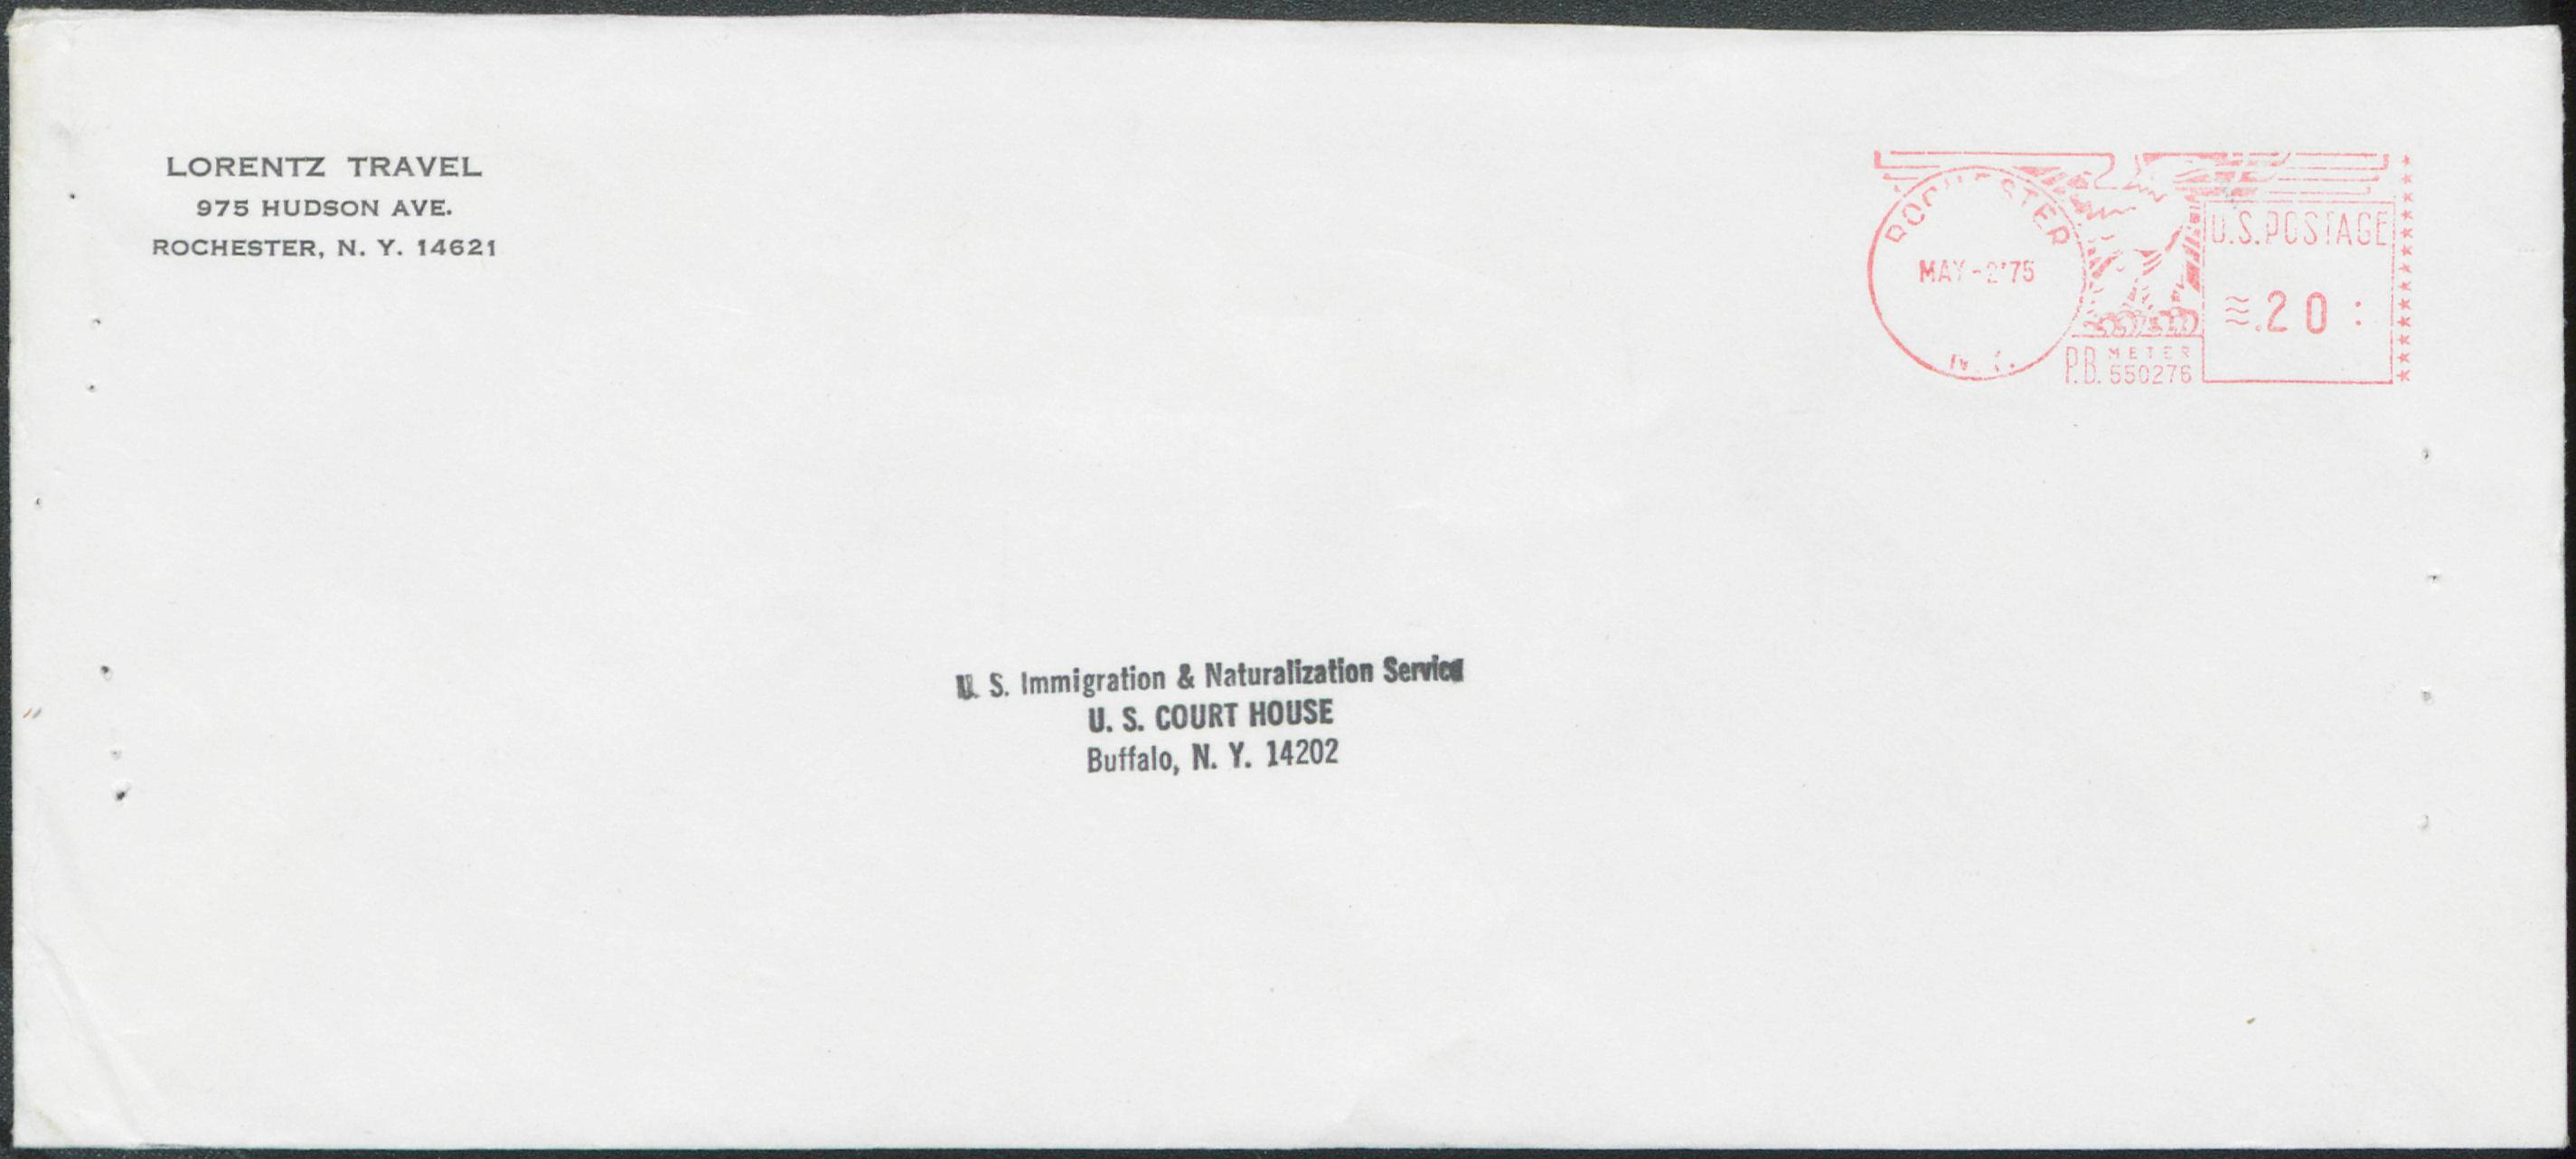 LORENTZ TRAVEL
975 HUDSON AVE.
ROCHESTER, N. Y. 14621
ROCHESTER
MAY-2'75
N.Y.
P.B. METER
550276
U.S. POSTAGE
.20
U. S. Immigration & Naturalization Service
U. S. COURT HOUSE
Buffalo, N. Y. 14202